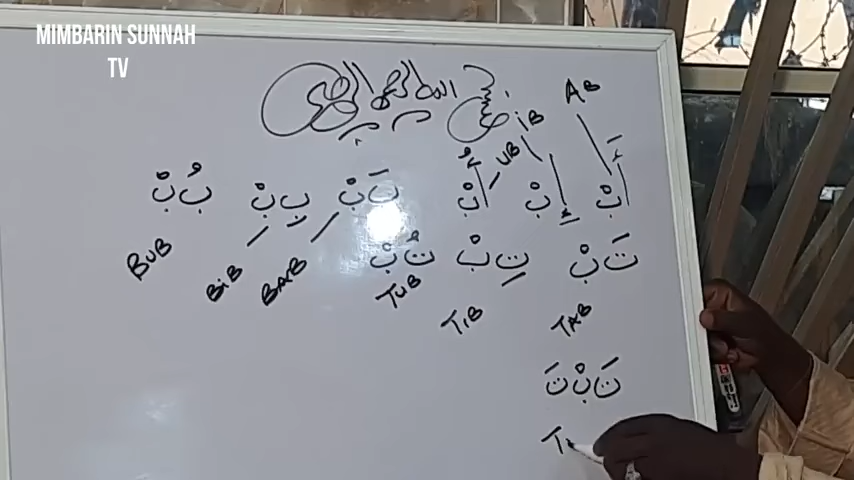 MIMBARIN SUNNAH
TV
بسم الله الرحمن الرحيم
أَبْ إِبْ أُبْ بَبْ بِبْ بُبْ
AB iB UB BAB BiB BUB
تَ بْ تِ بْ تُبْ
TAB TiB TUB
تَبْتَ
T